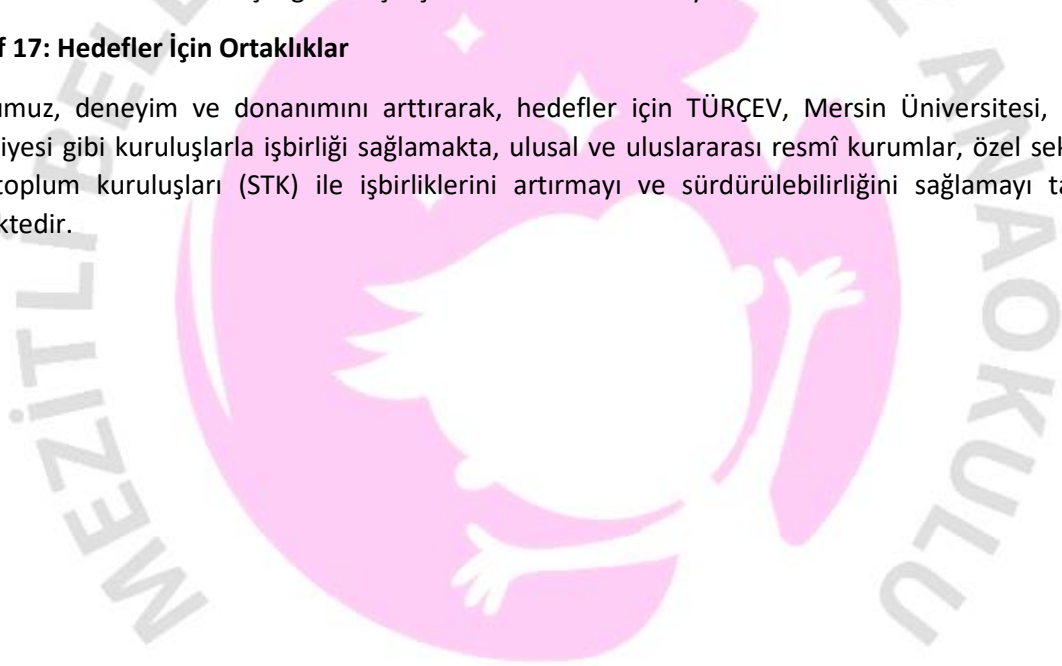 f 17: Hedefler İçin Ortaklıklar
umuz, deneyim ve donanımını arttırarak, hedefler için TÜRÇEV, Mersin Üniversitesi,
iyesi gibi kuruluşlarla işbirliği sağlamakta, ulusal ve uluslararası resmî kurumlar, özel sek
toplum kuruluşları (STK) ile işbirliklerini artırmayı ve sürdürülebilirliğini sağlamayı ta
ktedir.
MEZİTLİ BELE
ANAOKULU